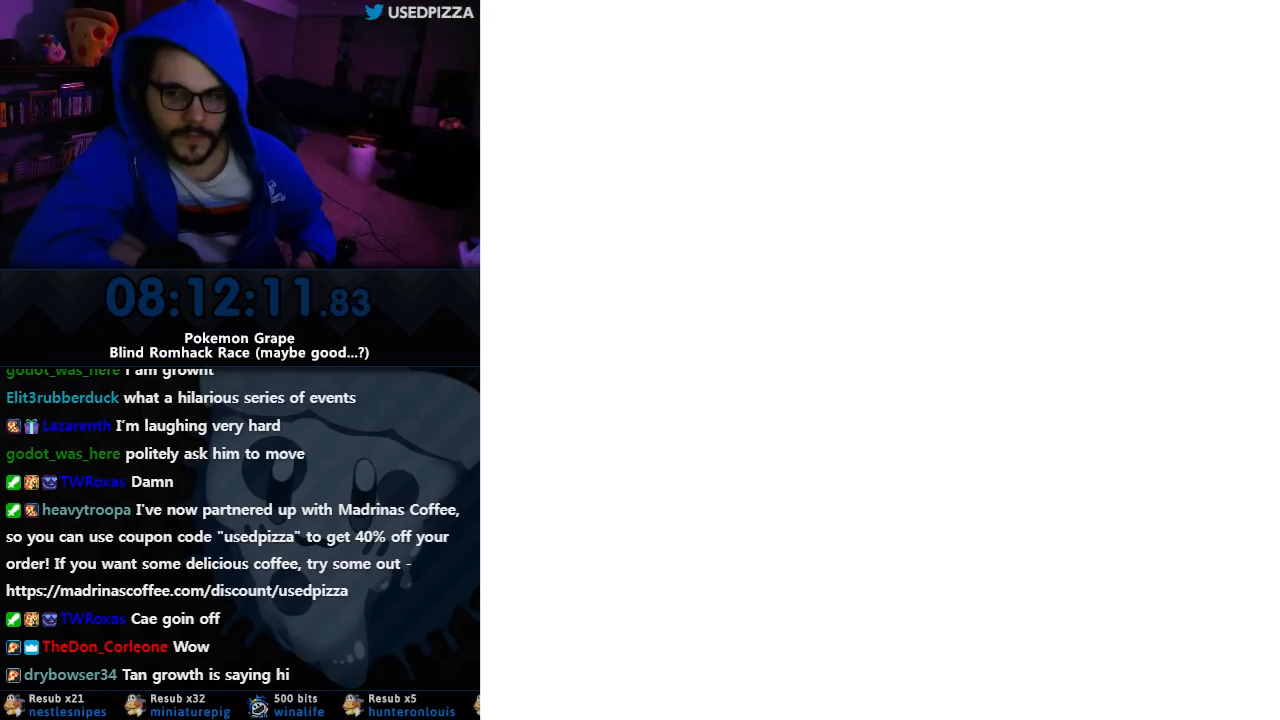 USEDPIZZA
08:12:11.83
Pokemon Grape
Blind Romhack Race (maybe good...?)
godot_was_here I am grownt
Elit3rubberduck what a hilarious series of events
Lazarenth I’m laughing very hard
godot_was_here politely ask him to move
TWRoxas Damn
heavytroopa I've now partnered up with Madrinas Coffee,
so you can use coupon code "usedpizza" to get 40% off your
order! If you want some delicious coffee, try some out -
https://madrinascoffee.com/discount/usedpizza
TWRoxas Cae goin off
TheDon_Corleone Wow
drybowser34 Tan growth is saying hi
Resub x21 Resub x32 500 bits Resub x5
nestlesnipes miniaturepig winalife hunteronlouis